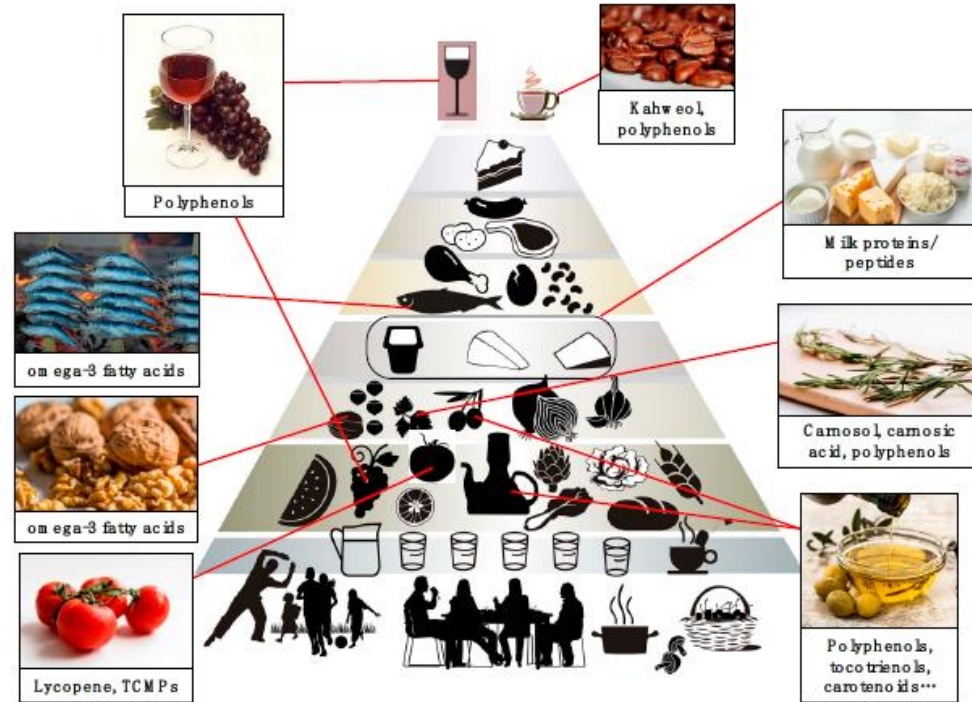 Polyphenols
Kahweol,
polyphenols
Milk proteins/
peptides
omega-3 fatty acids
Carnosol, carnosic
acid, polyphenols
omega-3 fatty acids
Lycopene, TCMPs
Polyphenols,
tocotrienols,
carotenoids…